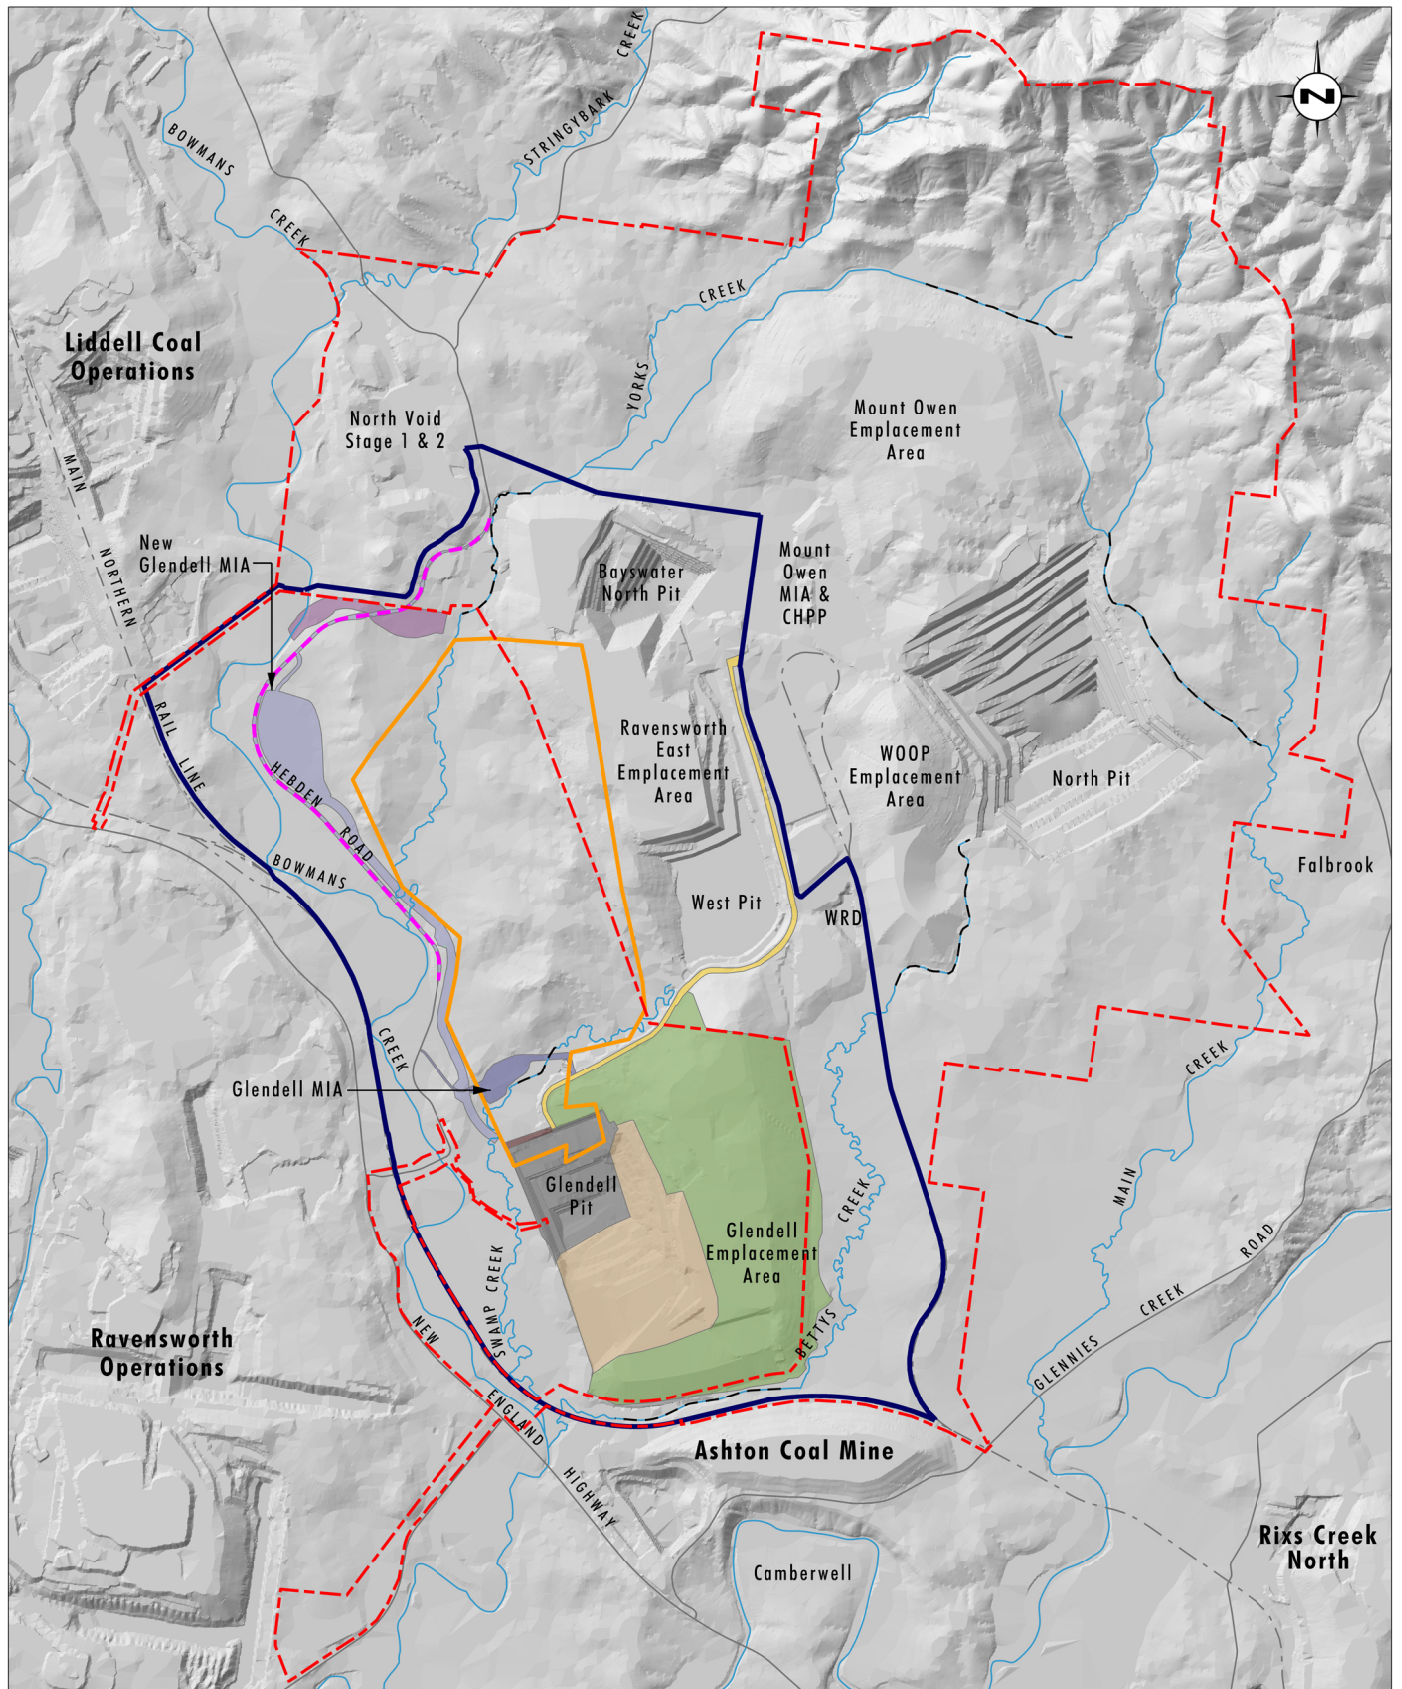 CREEK
STRINGYBARK
BOWMANS
CREEK
N
CREEK
YORKS
Liddell Coal
Operations
North Void
Stage 1 & 2
Mount Owen
Emplacement
Area
MAIN
NORTHERN
RAIL LINE
New
Glendell MIA
Bayswater
North Pit
Mount
Owen
MIA &
CHPP
Ravensworth
East
Emplacement
Area
WOOP
Emplacement
Area
North Pit
HEBDEN
ROAD
BOWMANS
CREEK
Falbrook
West Pit
WRD
Glendell MIA
CREEK
MAIN
Glendell
Pit
CREEK
BETTYS
Glendell
Emplacement
Area
SWAMP CREEK
ROAD
CREEK
GLENNIES
Ravensworth
Operations
NEW
ENGLAND
HIGHWAY
Ashton Coal Mine
Camberwell
Rixs Creek
North